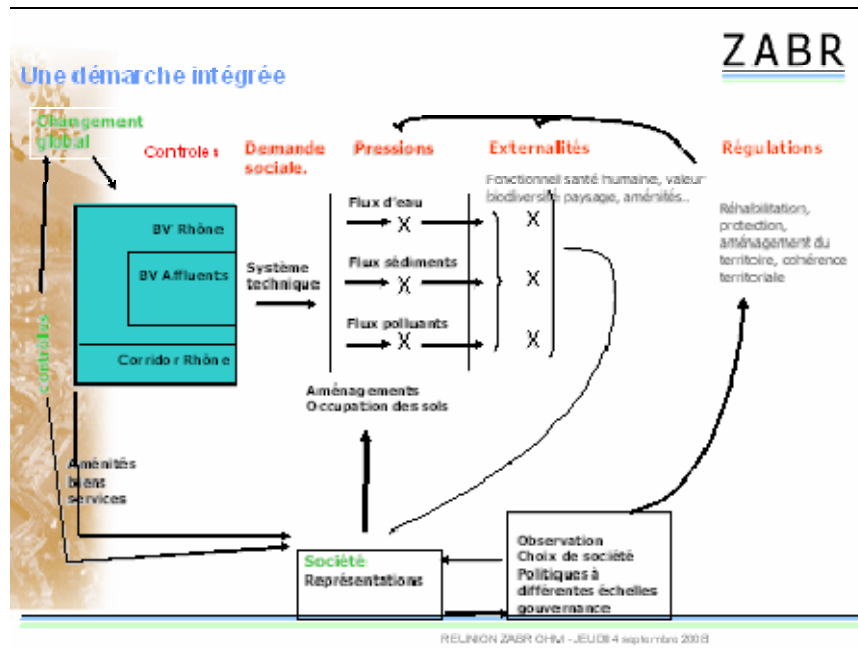 ZABR
Une démarche intégrée
Changement
global
Controle :
Demande
sociale.
Pressions
Externalités
Régulations
Fonctionnel santé humaine, valeur
biodiversité paysage, aménités..
Réhabilitation,
protection,
aménagement du
territoire, cohérence
territoriale
BV Rhône
BV Affluents
Corridor Rhône
Système
technique
Flux d'eau
X X
Flux sédiments
X X
Flux polluants
X X
Aménagements
Occupation des sols
Aménités
biens
services
Société
Représentations
Observation
Choix de société
Politiques à
différentes échelles
gouvernance
REUNION ZABR OHM - JEUDI 4 septembre 2008